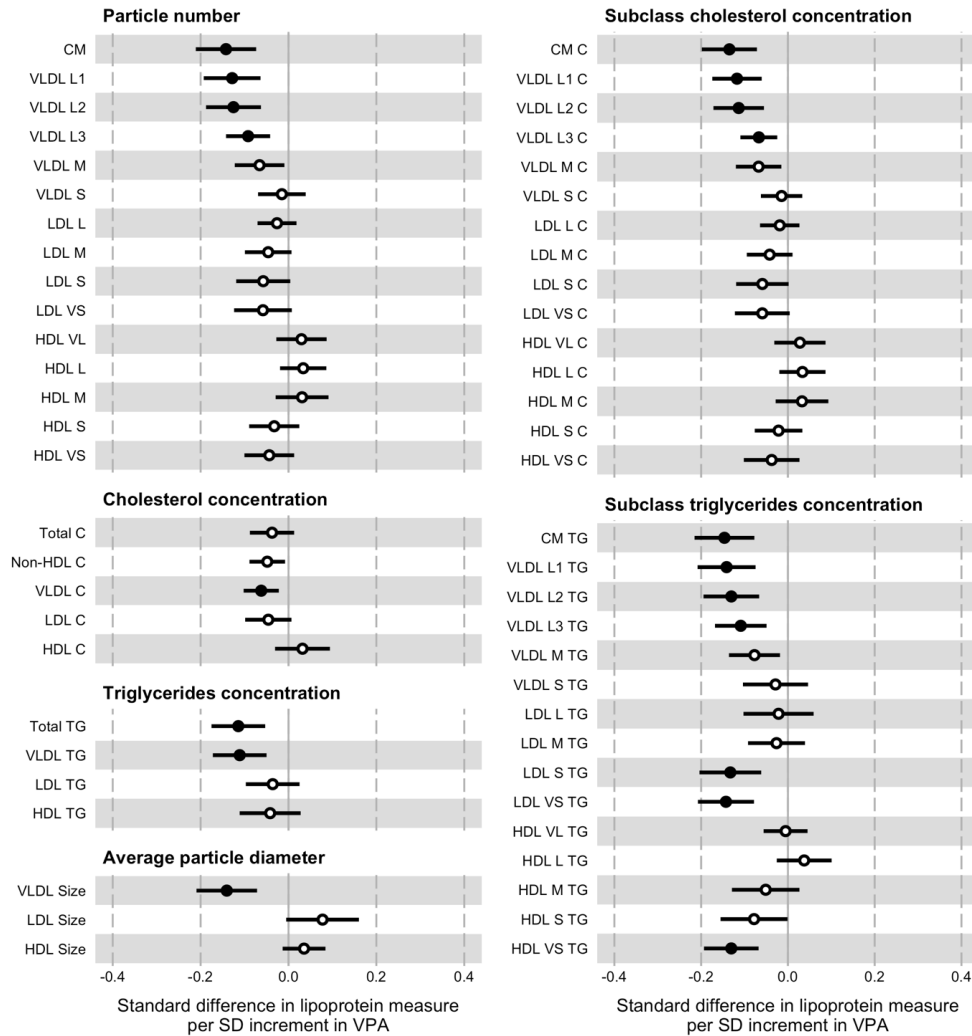 Particle number
CM
VLDL L1
VLDL L2
VLDL L3
VLDL M
VLDL S
LDL L
LDL M
LDL S
LDL VS
HDL VL
HDL L
HDL M
HDL S
HDL VS
Cholesterol concentration
Total C
Non-HDL C
VLDL C
LDL C
HDL C
Triglycerides concentration
Total TG
VLDL TG
LDL TG
HDL TG
Average particle diameter
VLDL Size
LDL Size
HDL Size
-0.4 -0.2 0.0 0.2 0.4
Standard difference in lipoprotein measure
per SD increment in VPA
Subclass cholesterol concentration
CM C
VLDL L1 C
VLDL L2 C
VLDL L3 C
VLDL M C
VLDL S C
LDL L C
LDL M C
LDL S C
LDL VS C
HDL VL C
HDL L C
HDL M C
HDL S C
HDL VS C
Subclass triglycerides concentration
CM TG
VLDL L1 TG
VLDL L2 TG
VLDL L3 TG
VLDL M TG
VLDL S TG
LDL L TG
LDL M TG
LDL S TG
LDL VS TG
HDL VL TG
HDL L TG
HDL M TG
HDL S TG
HDL VS TG
-0.4 -0.2 0.0 0.2 0.4
Standard difference in lipoprotein measure
per SD increment in VPA